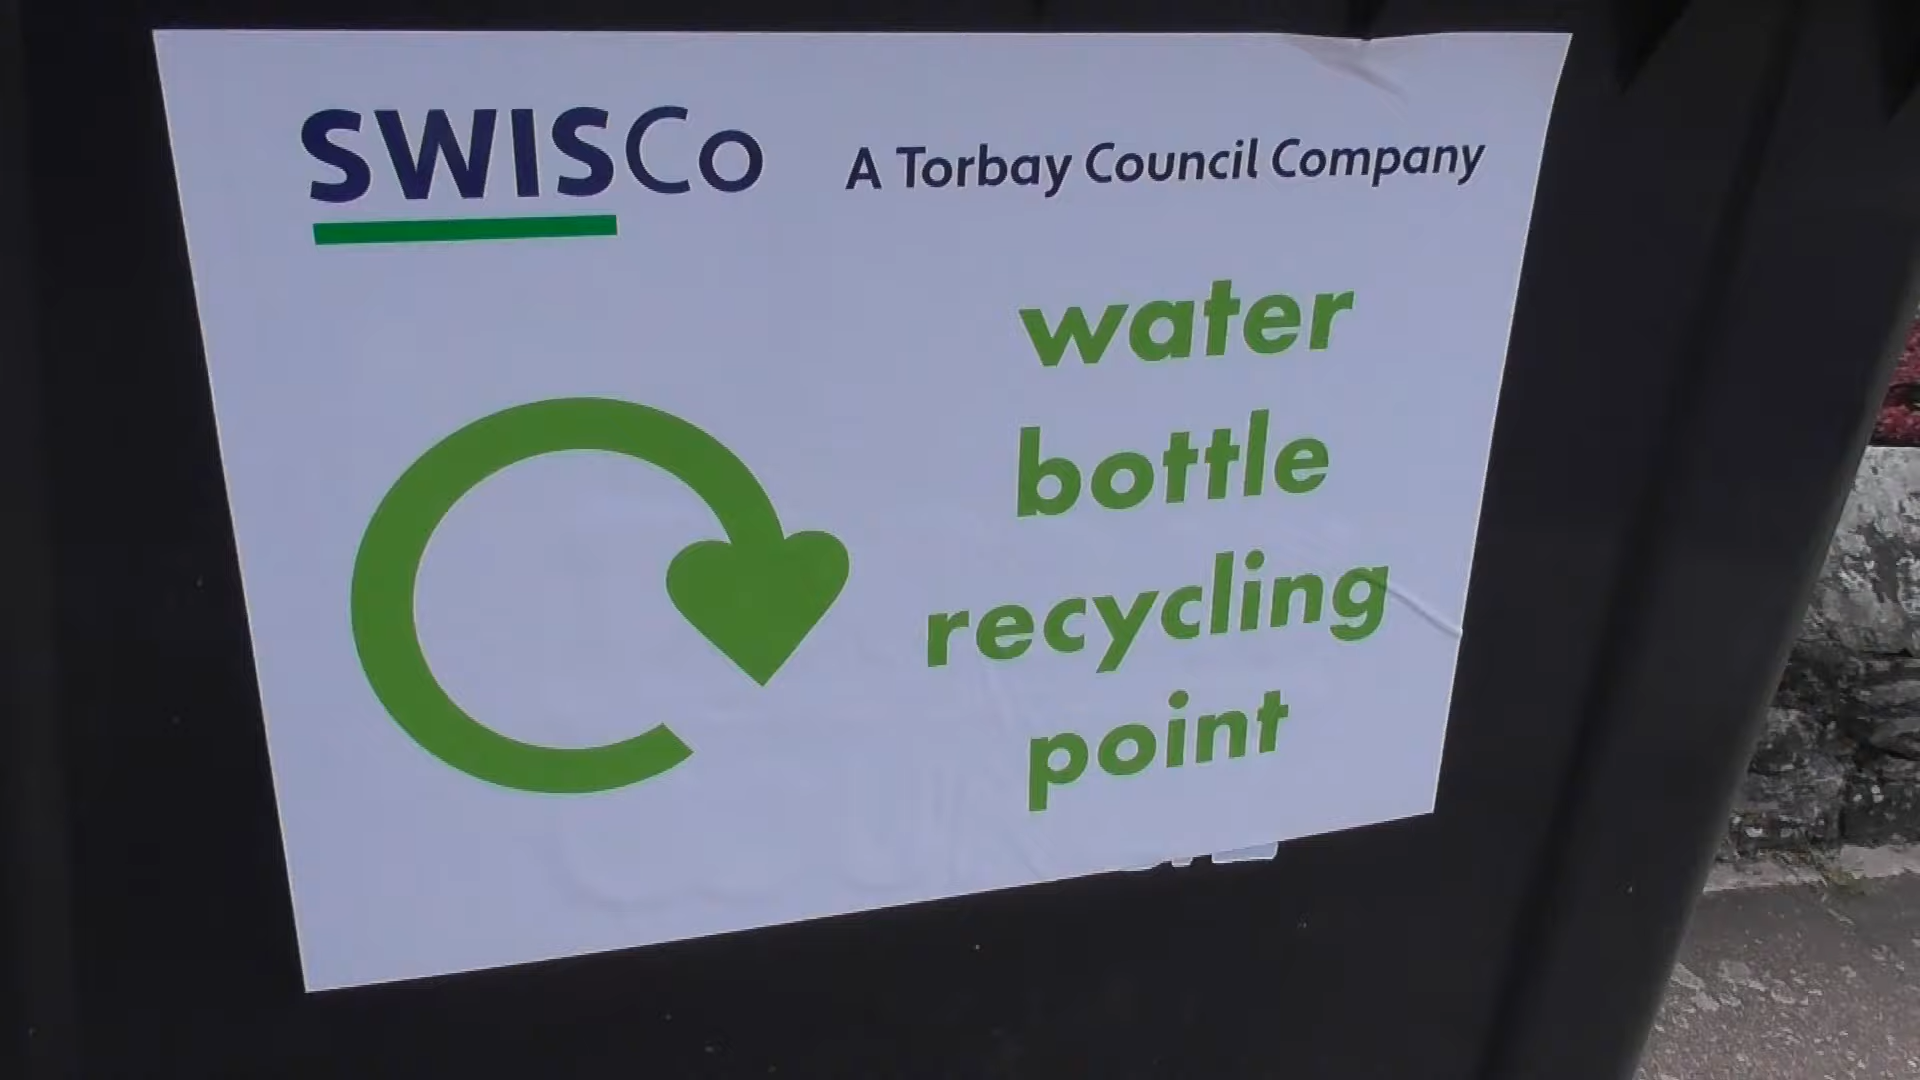 SWISCo A Torbay Council Company
water
bottle
recycling
point